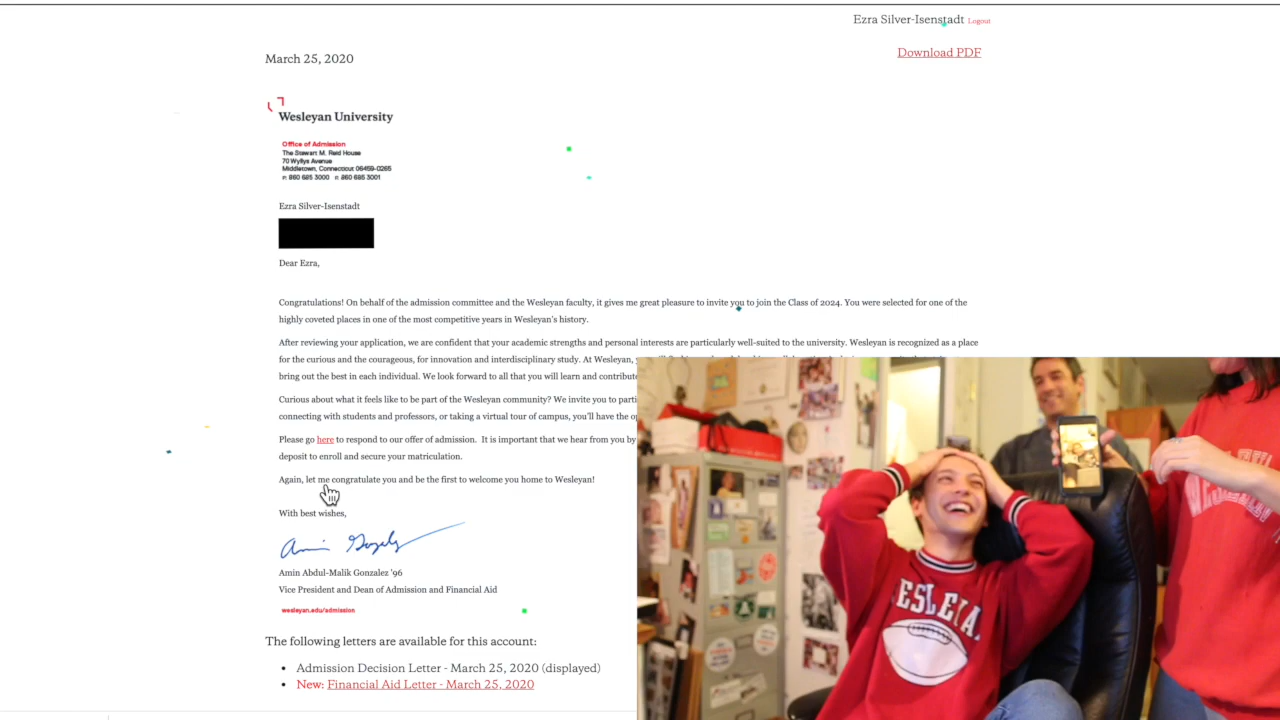 Ezra Silver-Isenstadt Logout
March 25, 2020
Download PDF
Wesleyan University
Office of Admission
The Stewart M. Reid House
70 Wyllys Avenue
Middletown, Connecticut 06459-0265
P: 860 685 3000 F: 860 685 3001
Ezra Silver-Isenstadt
Dear Ezra,
Congratulations! On behalf of the admission committee and the Wesleyan faculty, it gives me great pleasure to invite you to join the Class of 2024. You were selected for one of the
highly coveted places in one of the most competitive years in Wesleyan's history.
After reviewing your application, we are confident that your academic strengths and personal interests are particularly well-suited to the university. Wesleyan is recognized as a place
for the curious and the courageous, for innovation and interdisciplinary study. At Wesleyan,
bring out the best in each individual. We look forward to all that you will learn and contribute
Curious about what it feels like to be part of the Wesleyan community? We invite you to parti
connecting with students and professors, or taking a virtual tour of campus, you'll have the op
Please go here to respond to our offer of admission. It is important that we hear from you by
deposit to enroll and secure your matriculation.
Again, let me congratulate you and be the first to welcome you home to Wesleyan!
With best wishes,
Amin Abdul-Malik Gonzalez '96
Vice President and Dean of Admission and Financial Aid
wesleyan.edu/admission
The following letters are available for this account:
• Admission Decision Letter - March 25, 2020 (displayed)
• New: Financial Aid Letter - March 25, 2020
ESLEYA